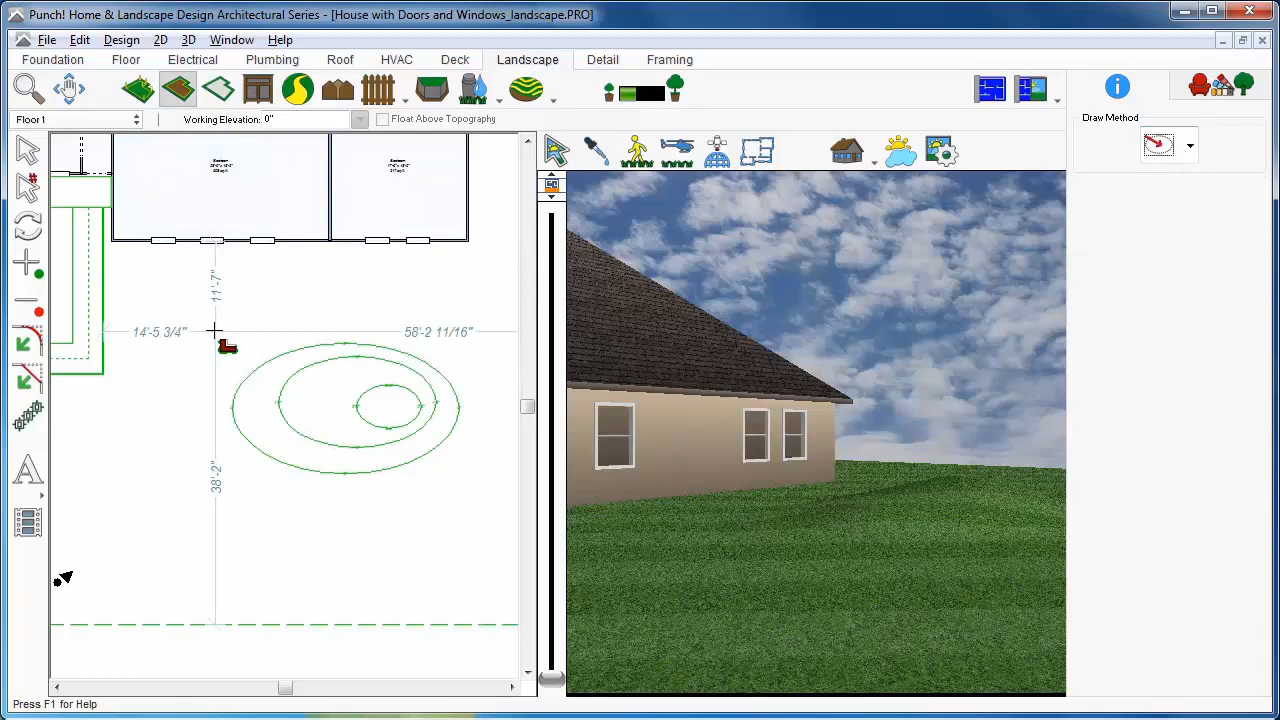 Punch! Home & Landscape Design Architectural Series - [House with Doors and Windows_landscape.PRO]
File Edit Design 2D 3D Window Help
Foundation Floor Electrical Plumbing Roof HVAC Deck Landscape Detail Framing
Floor 1 Working Elevation: 0" Float Above Topography
Draw Method
11'-7"
14'-5 3/4" 58'-2 11/16"
38'-2"
A
Press F1 for Help